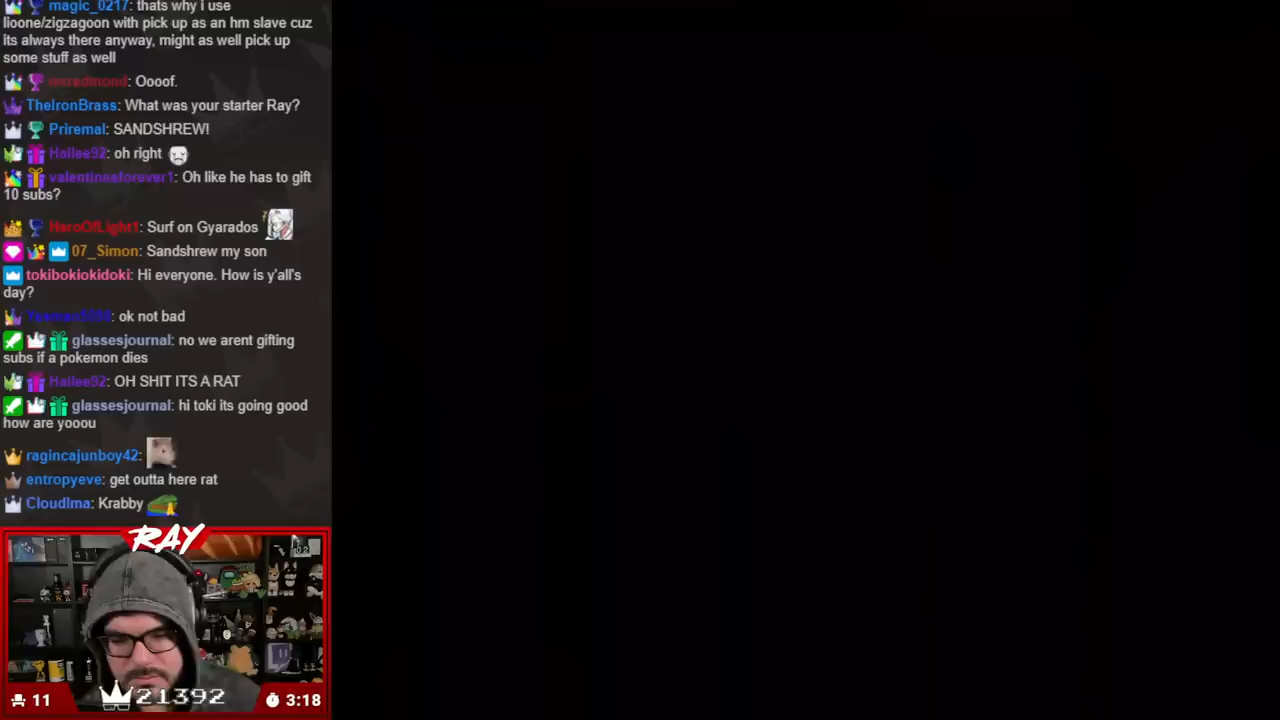 magic_0217: thats why i use
lioone/zigzagoon with pick up as an hm slave cuz
its always there anyway, might as well pick up
some stuff as well
mxredmond: Oooof.
TheIronBrass: What was your starter Ray?
Priremal: SANDSHREW!
Hailee92: oh right
valentineaforever1: Oh like he has to gift
10 subs?
HeroOfLight1: Surf on Gyarados
07_Simon: Sandshrew my son
tokibokiokidoki: Hi everyone. How is y'all's
day?
ok not bad
glassesjournal: no we arent gifting
subs if a pokemon dies
Hailee92: OH SHIT ITS A RAT
glassesjournal: hi toki its going good
how are yooou
ragincajunboy42:
entropyeve: get outta here rat
CloudIma: Krabby
RAY
11
21392
3:18